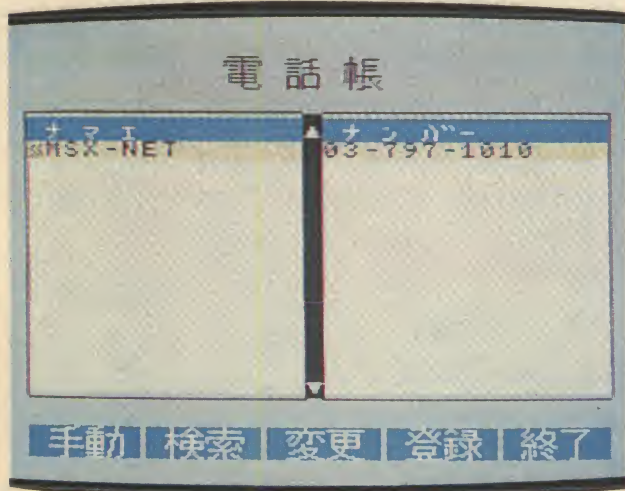 電話帳
ナマエ ナンバー
MSX-NET 03-797-1010
手動 検索 変更 登録 終了